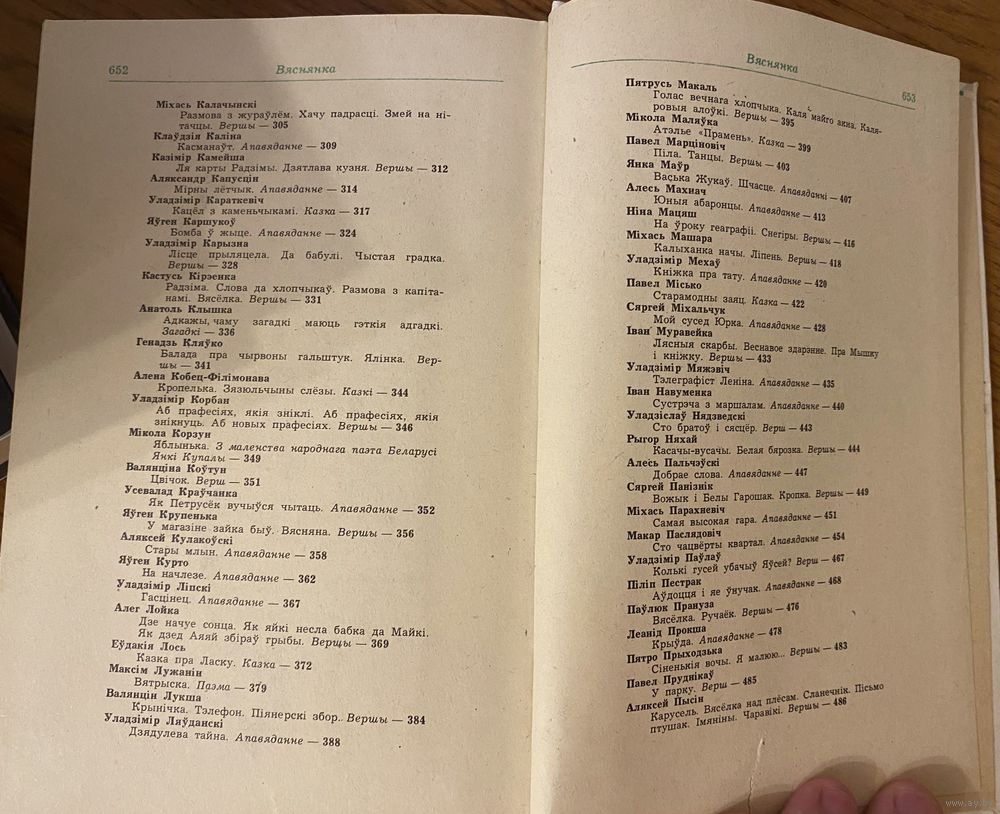 652
Вяснянка
Міхась Калачынскі
Размова з жураўлём. Хачу падрасці. Змей на ні-
тачцы. Вершы — 305
Клаўдзія Каліна
Касманаўт. Апавяданне — 309
Казімір Камейша
Ля карты Радзімы. Дзятлава кузня. Вершы — 312
Аляксандр Капусцін
Мірны лётчык. Апавяданне — 314
Уладзімір Караткевіч
Кацёл з каменьчыкамі. Казка — 317
Яўген Каршукоў
Бомба ў жыце. Апавяданне — 324
Уладзімір Карызна
Лісце прыляцела. Да бабулі. Чыстая градка.
Вершы — 328
Кастусь Кірэенка
Радзіма. Слова да хлопчыкаў. Размова з капіта-
намі. Вясёлка. Вершы — 331
Анатоль Клышка
Адкажы, чаму загадкі маюць гэткія адгадкі.
Загадкі — 336
Генадзь Кляўко
Балада пра чырвоны гальштук. Ялінка. Вер-
шы — 341
Алена Кобец-Філімонава
Кропелька. Зязюльчыны слёзы. Казкі — 344
Уладзімір Корбан
Аб прафесіях, якія зніклі. Аб прафесіях, якія
знікнуць. Аб новых прафесіях. Вершы — 346
Мікола Корзун
Яблынька. З маленства народнага паэта Беларусі
Янкі Купалы — 349
Валянціна Коўтун
Цвічок. Верш — 351
Усевалад Краўчанка
Як Петрусёк вучыўся чытаць. Апавяданне — 352
Яўген Крупенька
У магазіне зайка быў. Вясняна. Вершы — 356
Аляксей Кулакоўскі
Стары млын. Апавяданне — 358
Яўген Курто
На начлезе. Апавяданне — 362
Уладзімір Ліпскі
Гасцінец. Апавяданне — 367
Алег Лойка
Дзе начуе сонца. Як яйкі несла бабка да Майкі.
Як дзед Аяяй збіраў грыбы. Вершы — 369
Еўдакія Лось
Казка пра Ласку. Казка — 372
Максім Лужанін
Вятрыска. Паэма — 379
Валянцін Лукша
Крынічка. Тэлефон. Піянерскі збор. Вершы — 384
Уладзімір Ляўданскі
Дзядулева тайна. Апавяданне — 388
Вяснянка
653
Пятрусь Макаль
Голас вечнага хлопчыка. Каля майго акна. Каля-
ровыя алоўкі. Вершы — 395
Мікола Маляўка
Атэлье «Прамень». Казка — 399
Павел Марціновіч
Піла. Танцы. Вершы — 403
Янка Маўр
Васька Жукаў. Шчасце. Апавяданні — 407
Алесь Махнач
Юныя абаронцы. Апавяданне — 413
Ніна Мацяш
На ўроку геаграфіі. Снегіры. Вершы — 416
Міхась Машара
Калыханка начы. Ліпень. Вершы — 418
Уладзімір Мехаў
Кніжка пра тату. Апавяданне — 420
Павел Місько
Старамодны заяц. Казка — 422
Сяргей Міхальчук
Мой сусед Юрка. Апавяданне — 428
Іван Муравейка
Лясныя скарбы. Веснавое здарэнне. Пра Мышку
і кніжку. Вершы — 433
Уладзімір Мяжэвіч
Тэлеграфіст Леніна. Апавяданне — 435
Іван Навуменка
Сустрэча з маршалам. Апавяданне — 440
Уладзіслаў Нядзведскі
Сто братоў і сясцёр. Верш — 443
Рыгор Няхай
Касачы-вусачы. Белая бярозка. Вершы — 444
Алесь Пальчэўскі
Добрае слова. Апавяданне — 447
Сяргей Панізнік
Вожык і Белы Гарошак. Кропка. Вершы — 449
Міхась Парахневіч
Самая высокая гара. Апавяданне — 451
Макар Паслядовіч
Сто чацвёрты квартал. Апавяданне — 454
Уладзімір Паўлаў
Колькі гусей убачыў Яўсей? Верш — 467
Піліп Пестрак
Аўдоцця і яе ўнучак. Апавяданне — 468
Паўлюк Прануза
Вясёлка. Ручаёк. Вершы — 476
Леанід Прокша
Крыўда. Апавяданне — 478
Пятро Прыходзька
Сіненькія вочы. Я малюю... Вершы — 483
Павел Пруднікаў
У парку. Верш — 485
Аляксей Пысін
Карусель. Вясёлка над плёсам. Сланечнік. Пісьмо
птушак. Імяніны. Чаравікі. Вершы — 486